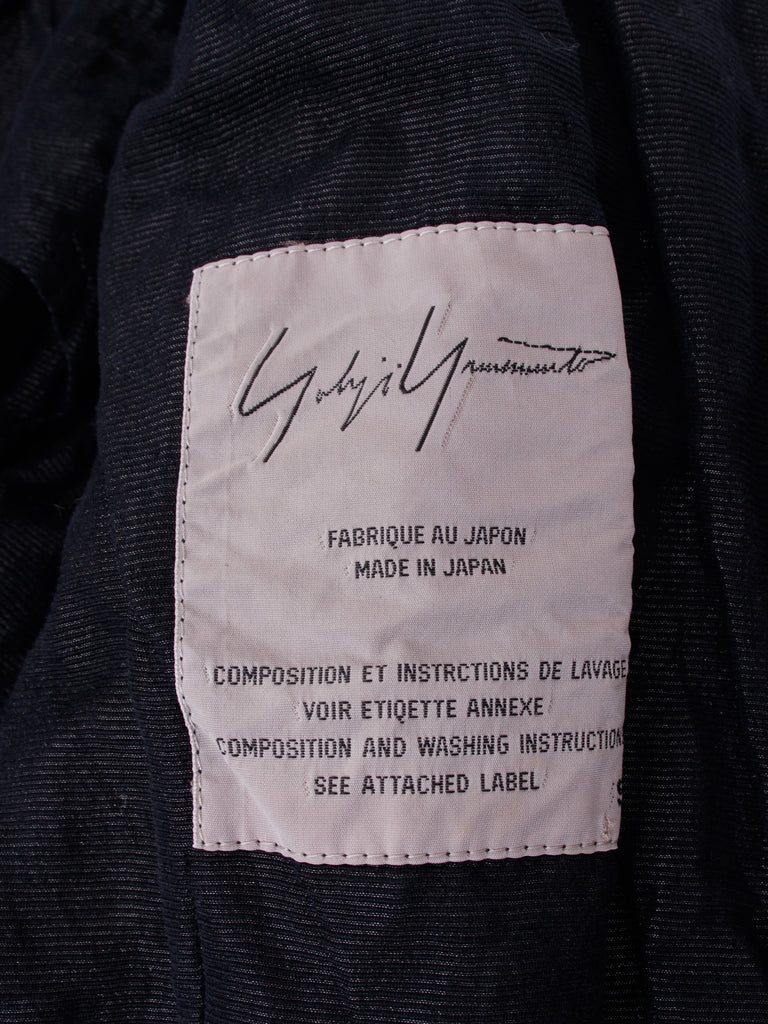 Yohji Yamamoto
FABRIQUE AU JAPON
MADE IN JAPAN
COMPOSITION ET INSTRCTIONS DE LAVAGE
VOIR ETIQETTE ANNEXE
COMPOSITION AND WASHING INSTRUCTION
SEE ATTACHED LABEL